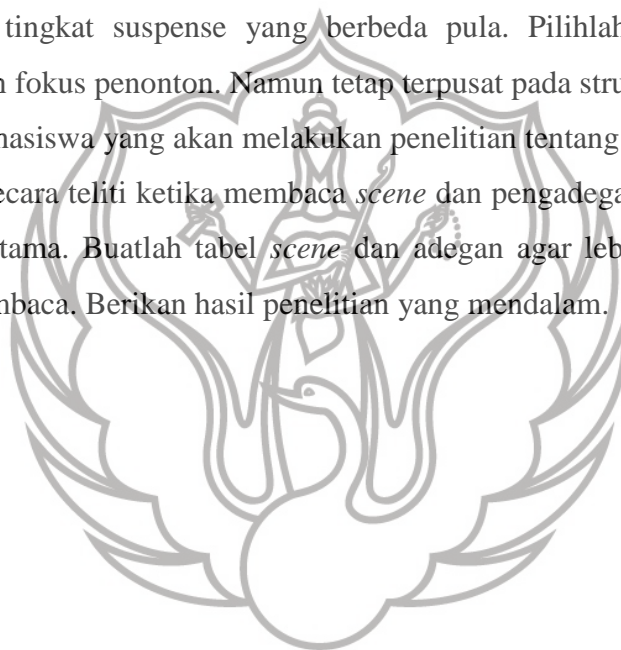 tingkat suspense yang berbeda pula. Pilihlah
fokus penonton. Namun tetap terpusat pada stru
asiswa yang akan melakukan penelitian tentang
ecara teliti ketika membaca scene dan pengadega
tama. Buatlah tabel scene dan adegan agar leb
baca. Berikan hasil penelitian yang mendalam.